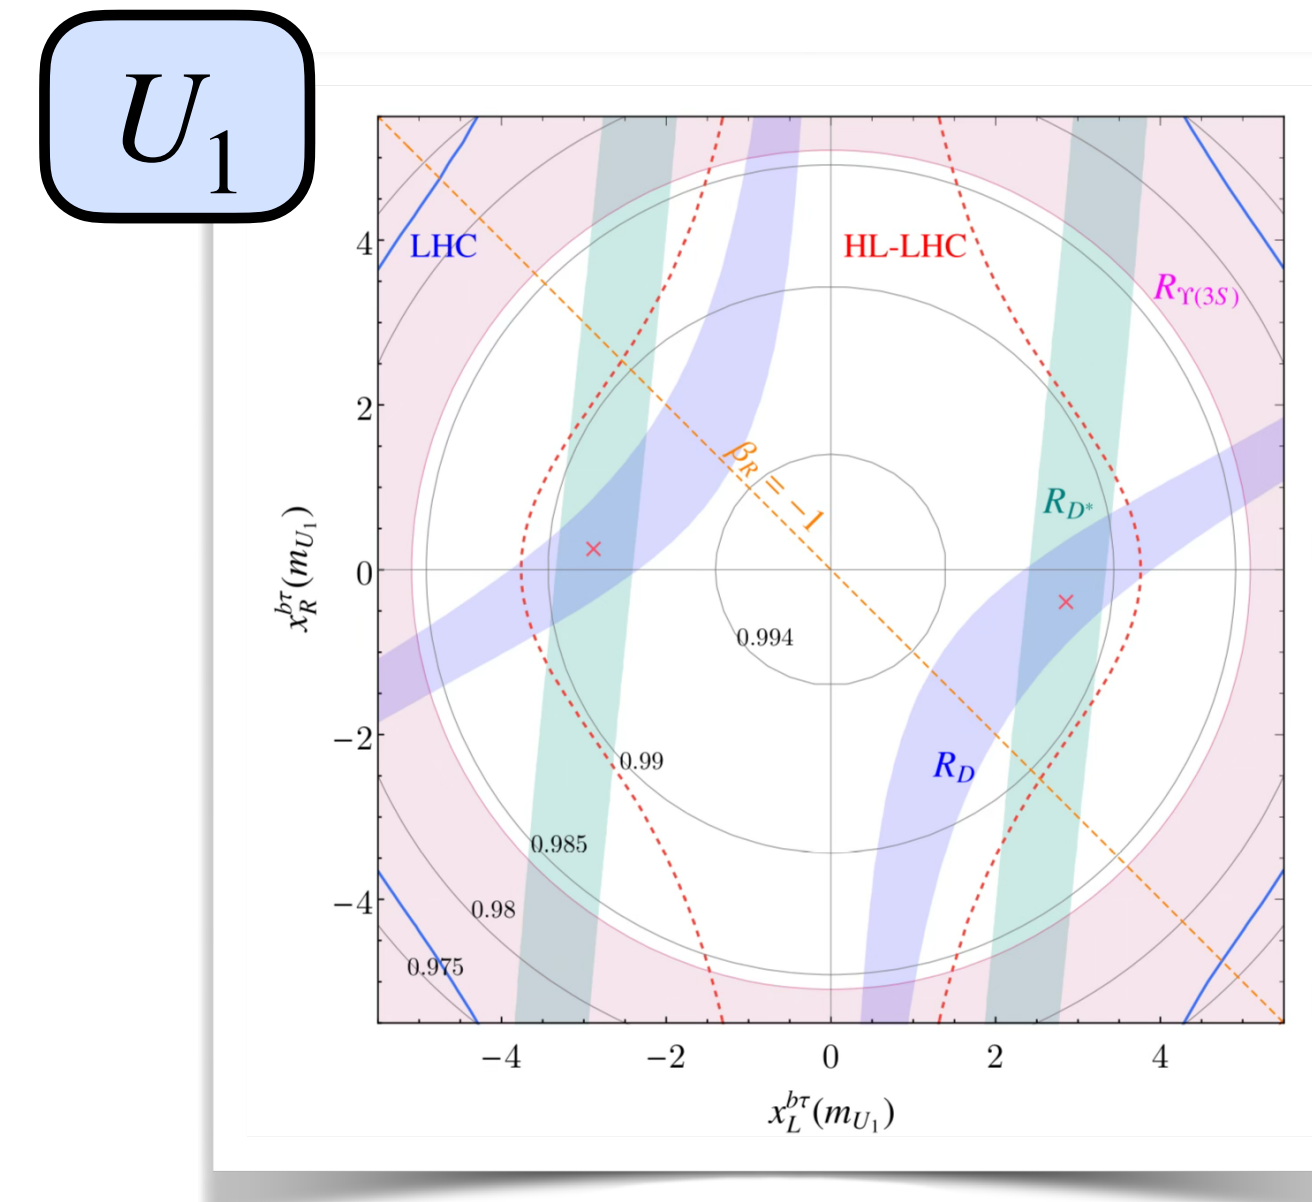 U₁
LHC
HL-LHC
R_{Υ(3S)}
β_R = −1
R_{D*}
0.994
0.99
R_D
0.985
0.98
0.975
4
2
0
−2
−4
x_R^{bτ}(m_{U₁})
−4 −2 0 2 4
x_L^{bτ}(m_{U₁})